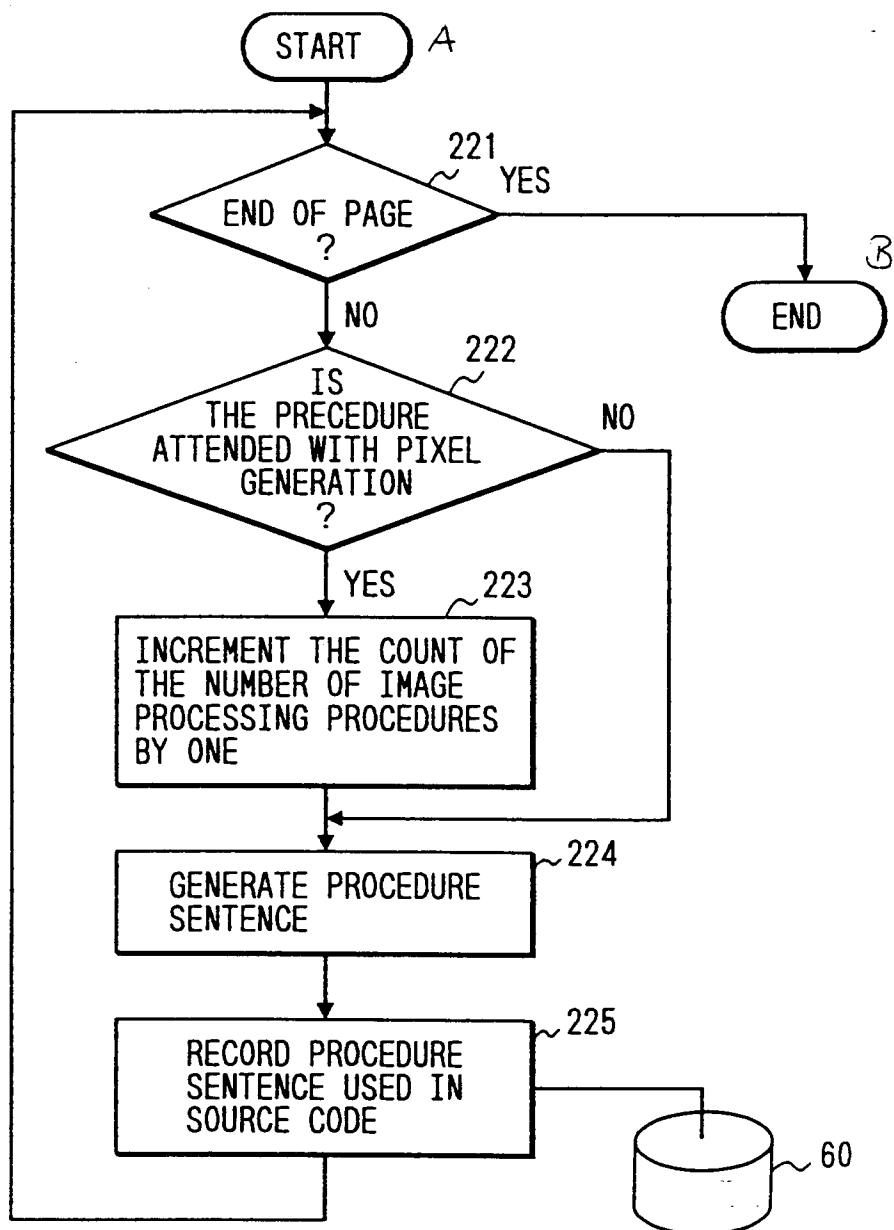 START A
221
YES
END OF PAGE
?
B
END
NO
222
IS
THE PRECEDURE
ATTENDED WITH PIXEL
GENERATION
?
NO
YES
223
INCREMENT THE COUNT OF
THE NUMBER OF IMAGE
PROCESSING PROCEDURES
BY ONE
224
GENERATE PROCEDURE
SENTENCE
225
RECORD PROCEDURE
SENTENCE USED IN
SOURCE CODE
60